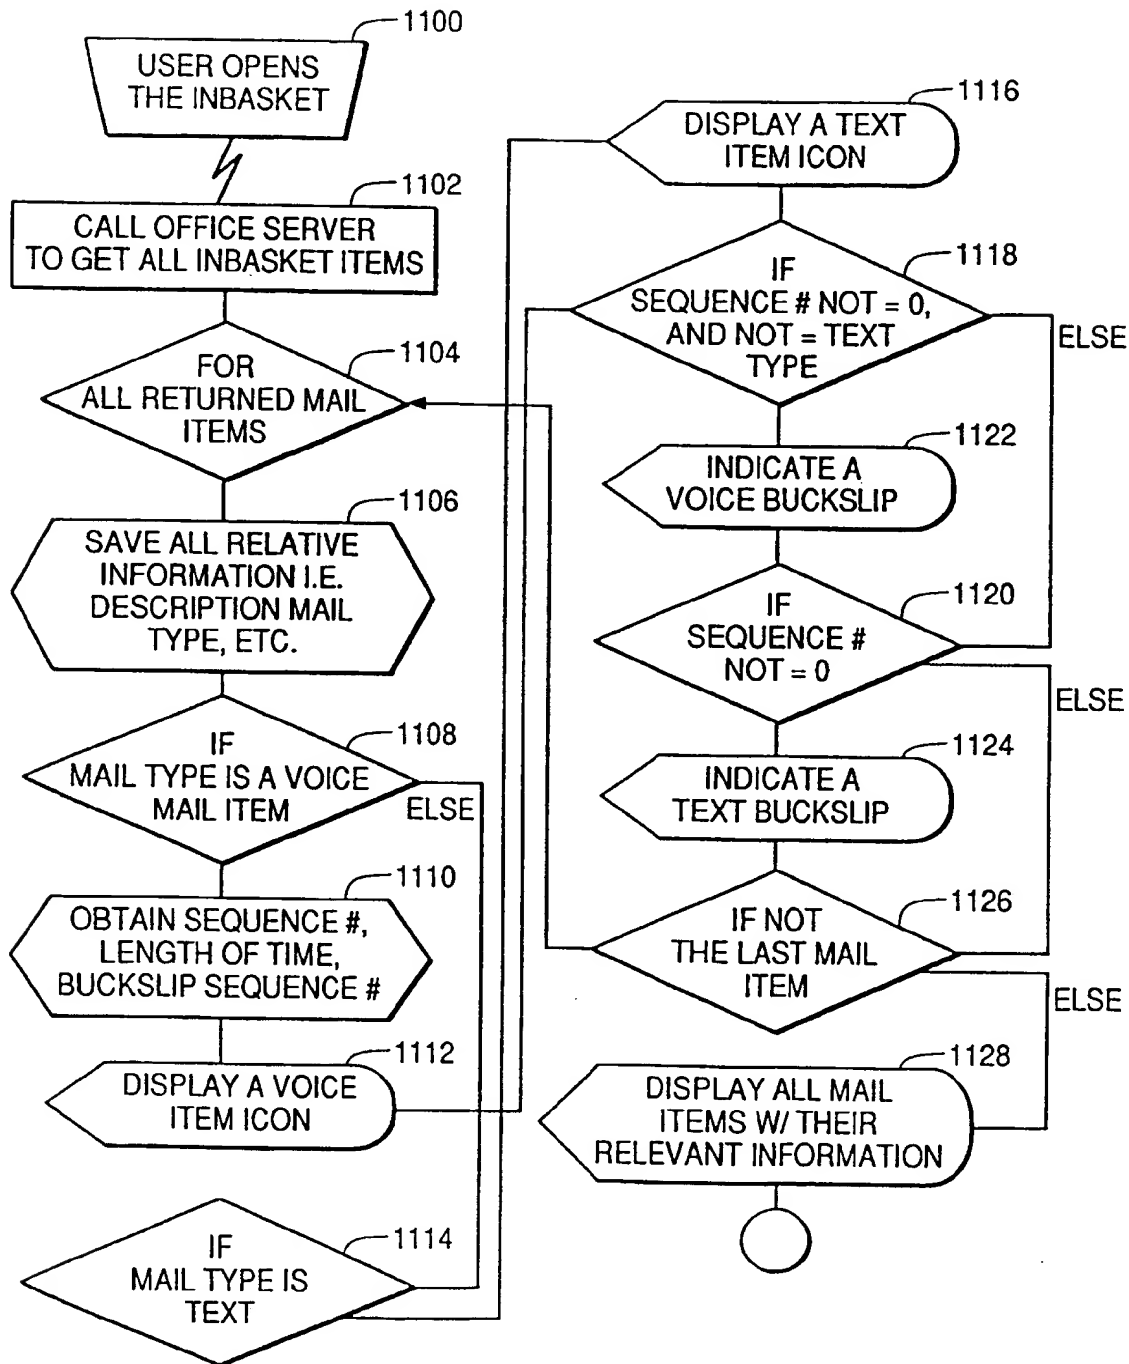 1100
USER OPENS
THE INBASKET
1102
CALL OFFICE SERVER
TO GET ALL INBASKET ITEMS
1104
FOR
ALL RETURNED MAIL
ITEMS
1106
SAVE ALL RELATIVE
INFORMATION I.E.
DESCRIPTION MAIL
TYPE, ETC.
1108
IF
MAIL TYPE IS A VOICE
MAIL ITEM
ELSE
1110
OBTAIN SEQUENCE #,
LENGTH OF TIME,
BUCKSLIP SEQUENCE #
1112
DISPLAY A VOICE
ITEM ICON
1114
IF
MAIL TYPE IS
TEXT
1116
DISPLAY A TEXT
ITEM ICON
1118
IF
SEQUENCE # NOT = 0,
AND NOT = TEXT
TYPE
ELSE
1122
INDICATE A
VOICE BUCKSLIP
1120
IF
SEQUENCE #
NOT = 0
ELSE
1124
INDICATE A
TEXT BUCKSLIP
1126
IF NOT
THE LAST MAIL
ITEM
ELSE
1128
DISPLAY ALL MAIL
ITEMS W/ THEIR
RELEVANT INFORMATION